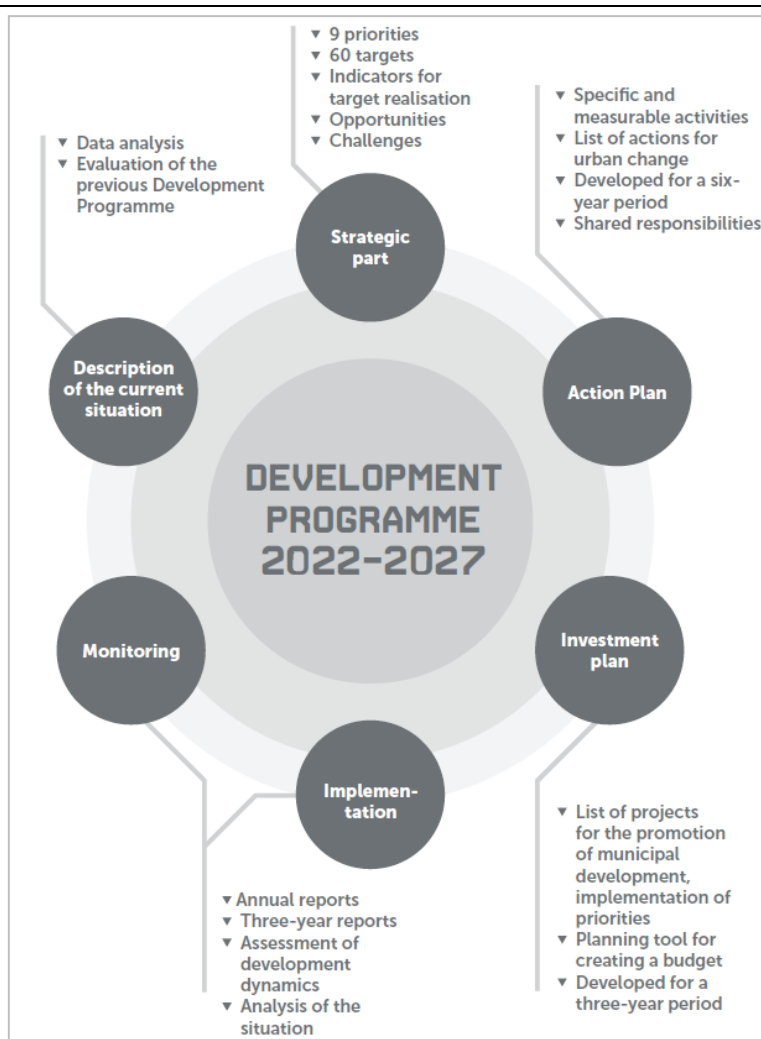 ▼ 9 priorities
▼ 60 targets
▼ Indicators for
target realisation
▼ Opportunities
▼ Challenges
▼ Specific and
measurable activities
▼ List of actions for
urban change
▼ Developed for a six-
year period
▼ Shared responsibilities
▼ Data analysis
▼ Evaluation of the
previous Development
Programme
Strategic
part
Description
of the current
situation
Action Plan
DEVELOPMENT
PROGRAMME
2022–2027
Monitoring
Investment
plan
Implemen-
tation
▼ List of projects
for the promotion
of municipal
development,
implementation of
priorities
▼ Planning tool for
creating a budget
▼ Developed for a
three-year period
▼ Annual reports
▼ Three-year reports
▼ Assessment of
development
dynamics
▼ Analysis of the
situation